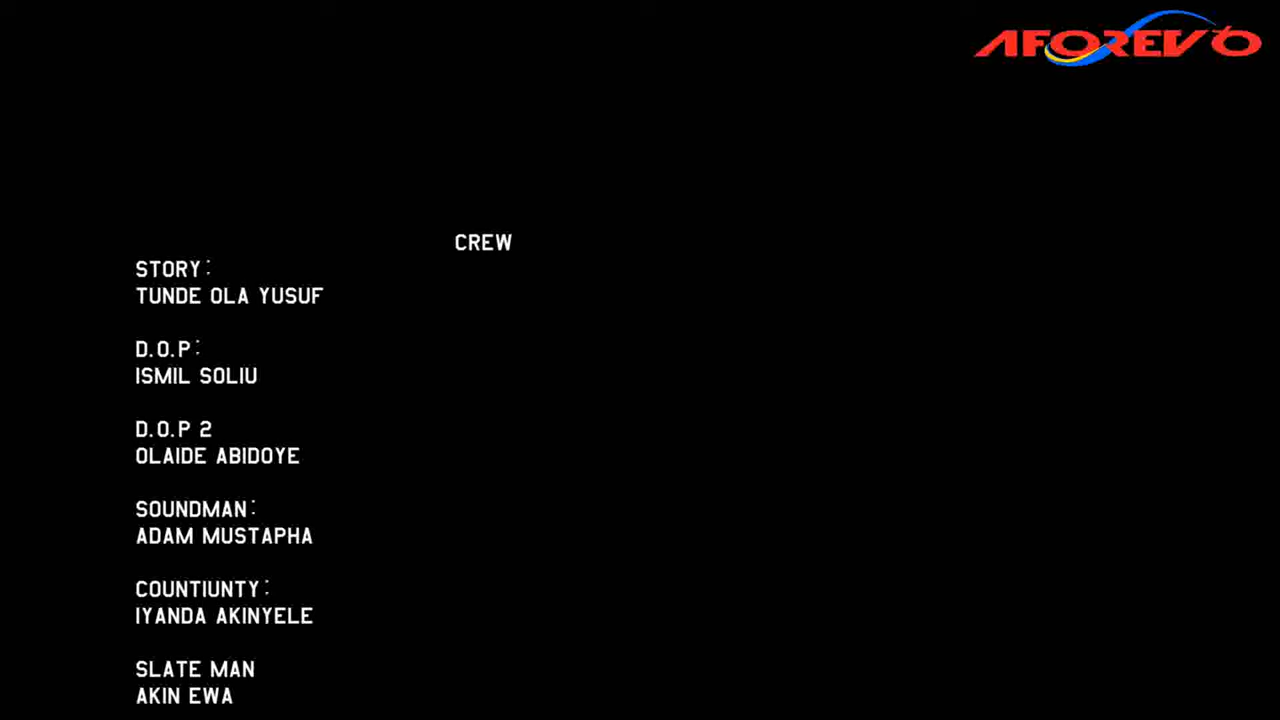 AFOREVO
CREW
STORY:
TUNDE OLA YUSUF
D.O.P:
ISMIL SOLIU
D.O.P 2
OLAIDE ABIDOYE
SOUNDMAN:
ADAM MUSTAPHA
COUNTIUNTY:
IYANDA AKINYELE
SLATE MAN
AKIN EWA